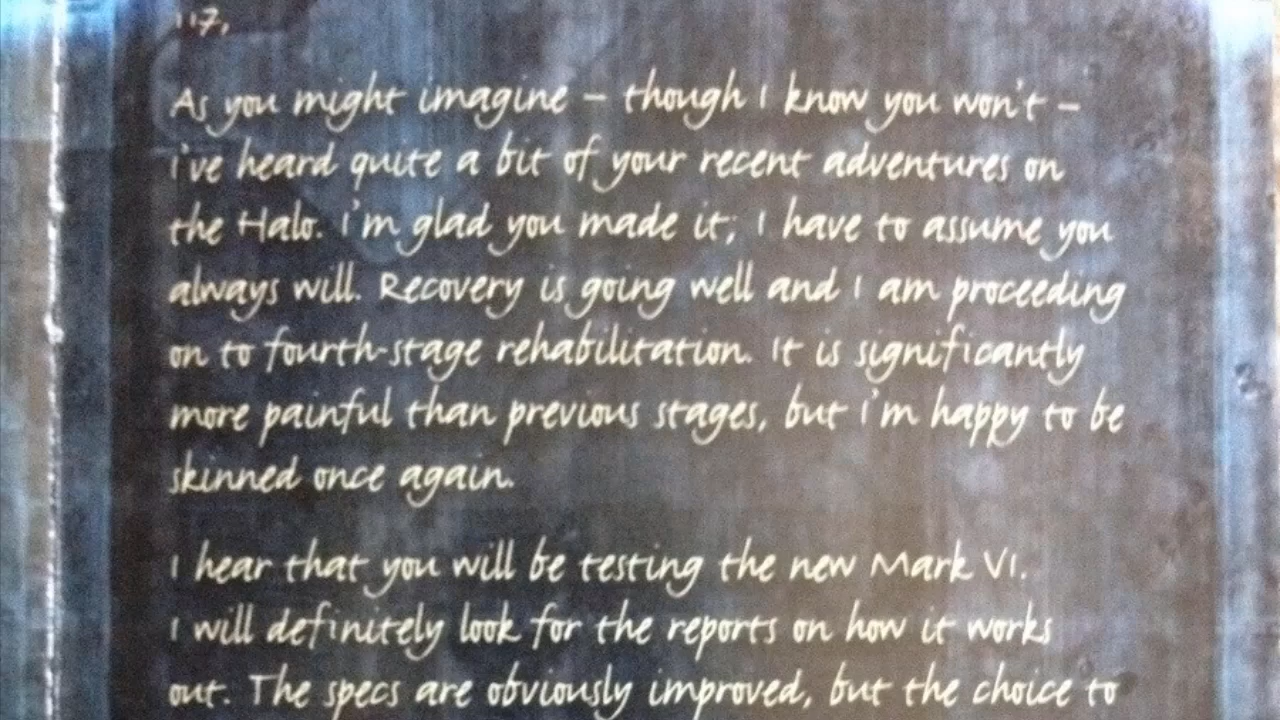 117,
As you might imagine – though I know you won't –
I've heard quite a bit of your recent adventures on
the Halo. I'm glad you made it; I have to assume you
always will. Recovery is going well and I am proceeding
on to fourth-stage rehabilitation. It is significantly
more painful than previous stages, but I'm happy to be
skinned once again.
I hear that you will be testing the new Mark VI.
I will definitely look for the reports on how it works
out. The specs are obviously improved, but the choice to